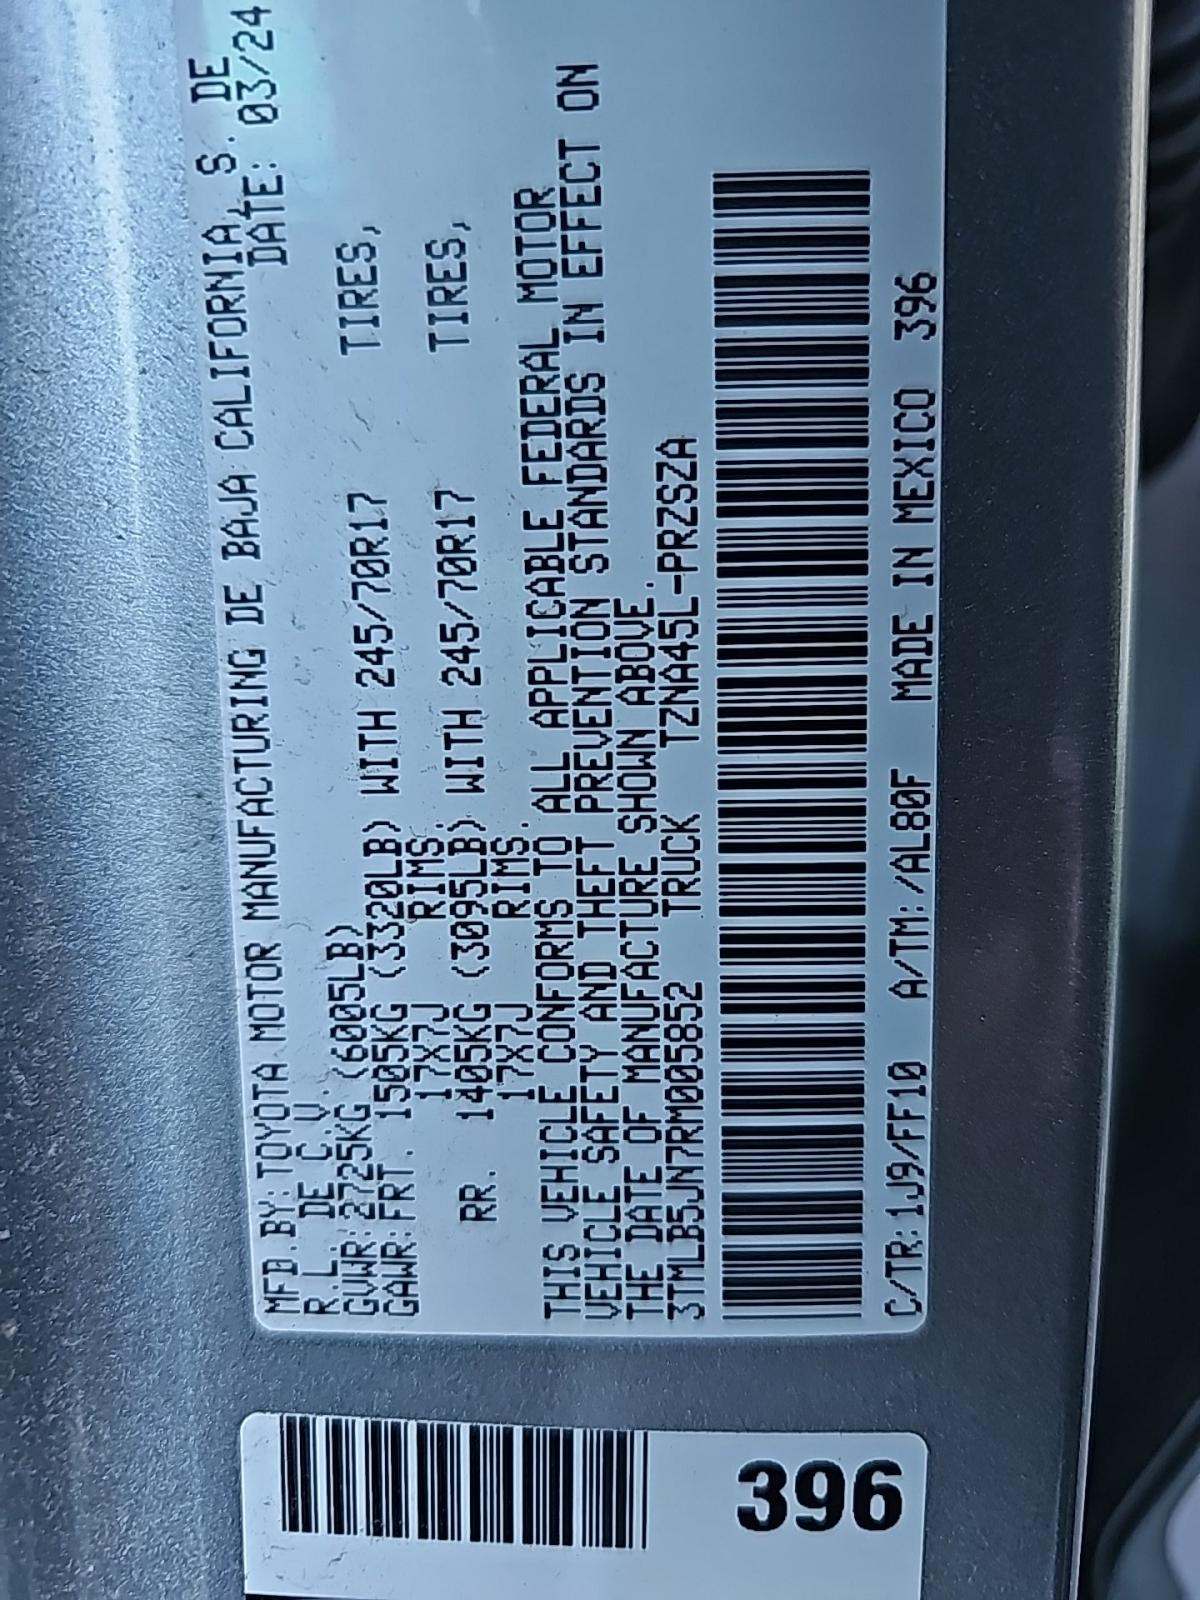 MFD.BY:TOYOTA MOTOR MANUFACTURING DE BAJA CALIFORNIA, S. DE
R.L. DE C.V. DATE: 03/24
GVWR:2725KG (6005LB)
GAWR:FRT. 1505KG (3320LB) WITH 245/70R17 TIRES,
17X7J RIMS,
RR. 1405KG (3095LB) WITH 245/70R17 TIRES,
17X7J RIMS.
THIS VEHICLE CONFORMS TO ALL APPLICABLE FEDERAL MOTOR
VEHICLE SAFETY AND THEFT PREVENTION STANDARDS IN EFFECT ON
THE DATE OF MANUFACTURE SHOWN ABOVE.
3TMLB5JN7RM005852 TRUCK TZNA45L-PRZSZA
C/TR:1J9/FF10 A/TM:/AL80F MADE IN MEXICO 396
396